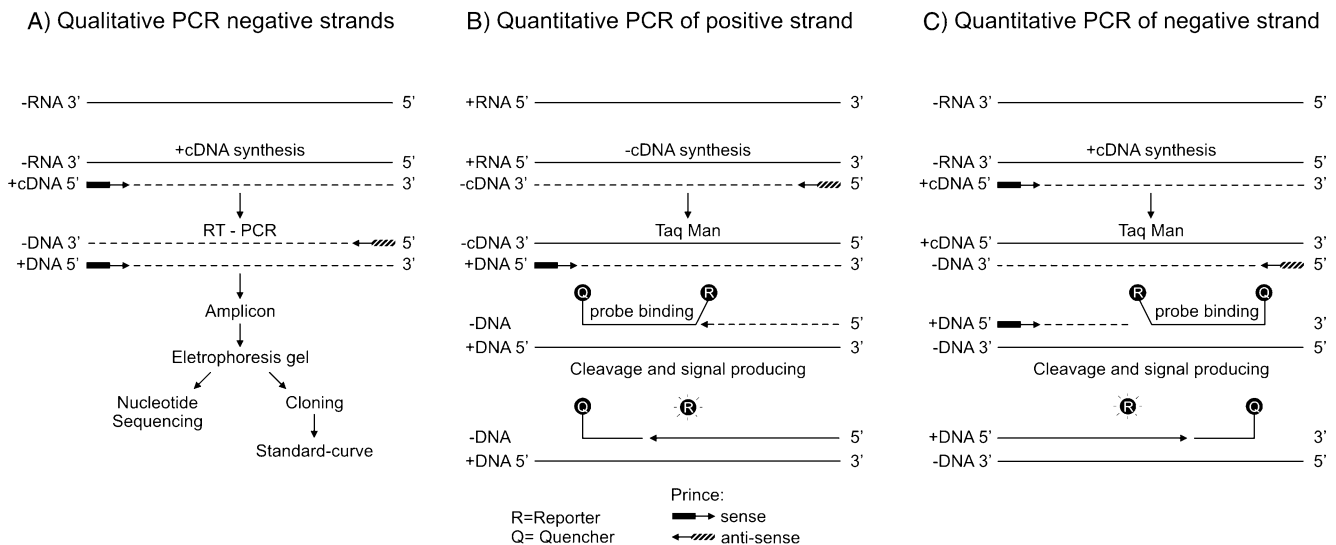 A) Qualitative PCR negative strands
-RNA 3' 5'
+cDNA synthesis
-RNA 3' 5'
+cDNA 5' 3'
RT - PCR
-DNA 3' 5'
+DNA 5' 3'
Amplicon
Eletrophoresis gel
Nucleotide
Sequencing
Cloning
Standard-curve
B) Quantitative PCR of positive strand
+RNA 5' 3'
-cDNA synthesis
+RNA 5' 3'
-cDNA 3' 5'
Taq Man
-cDNA 3' 5'
+DNA 5' 3'
Q R
probe binding
-DNA 5'
+DNA 5' 3'
Cleavage and signal producing
Q R
-DNA 5'
+DNA 5' 3'
C) Quantitative PCR of negative strand
-RNA 3' 5'
+cDNA synthesis
-RNA 3' 5'
+cDNA 5' 3'
Taq Man
+cDNA 5' 3'
-DNA 3' 5'
R Q
probe binding
+DNA 5' 3'
-DNA 3' 5'
Cleavage and signal producing
R Q
+DNA 5' 3'
-DNA 3' 5'
R=Reporter
Q= Quencher
Prince:
sense
anti-sense